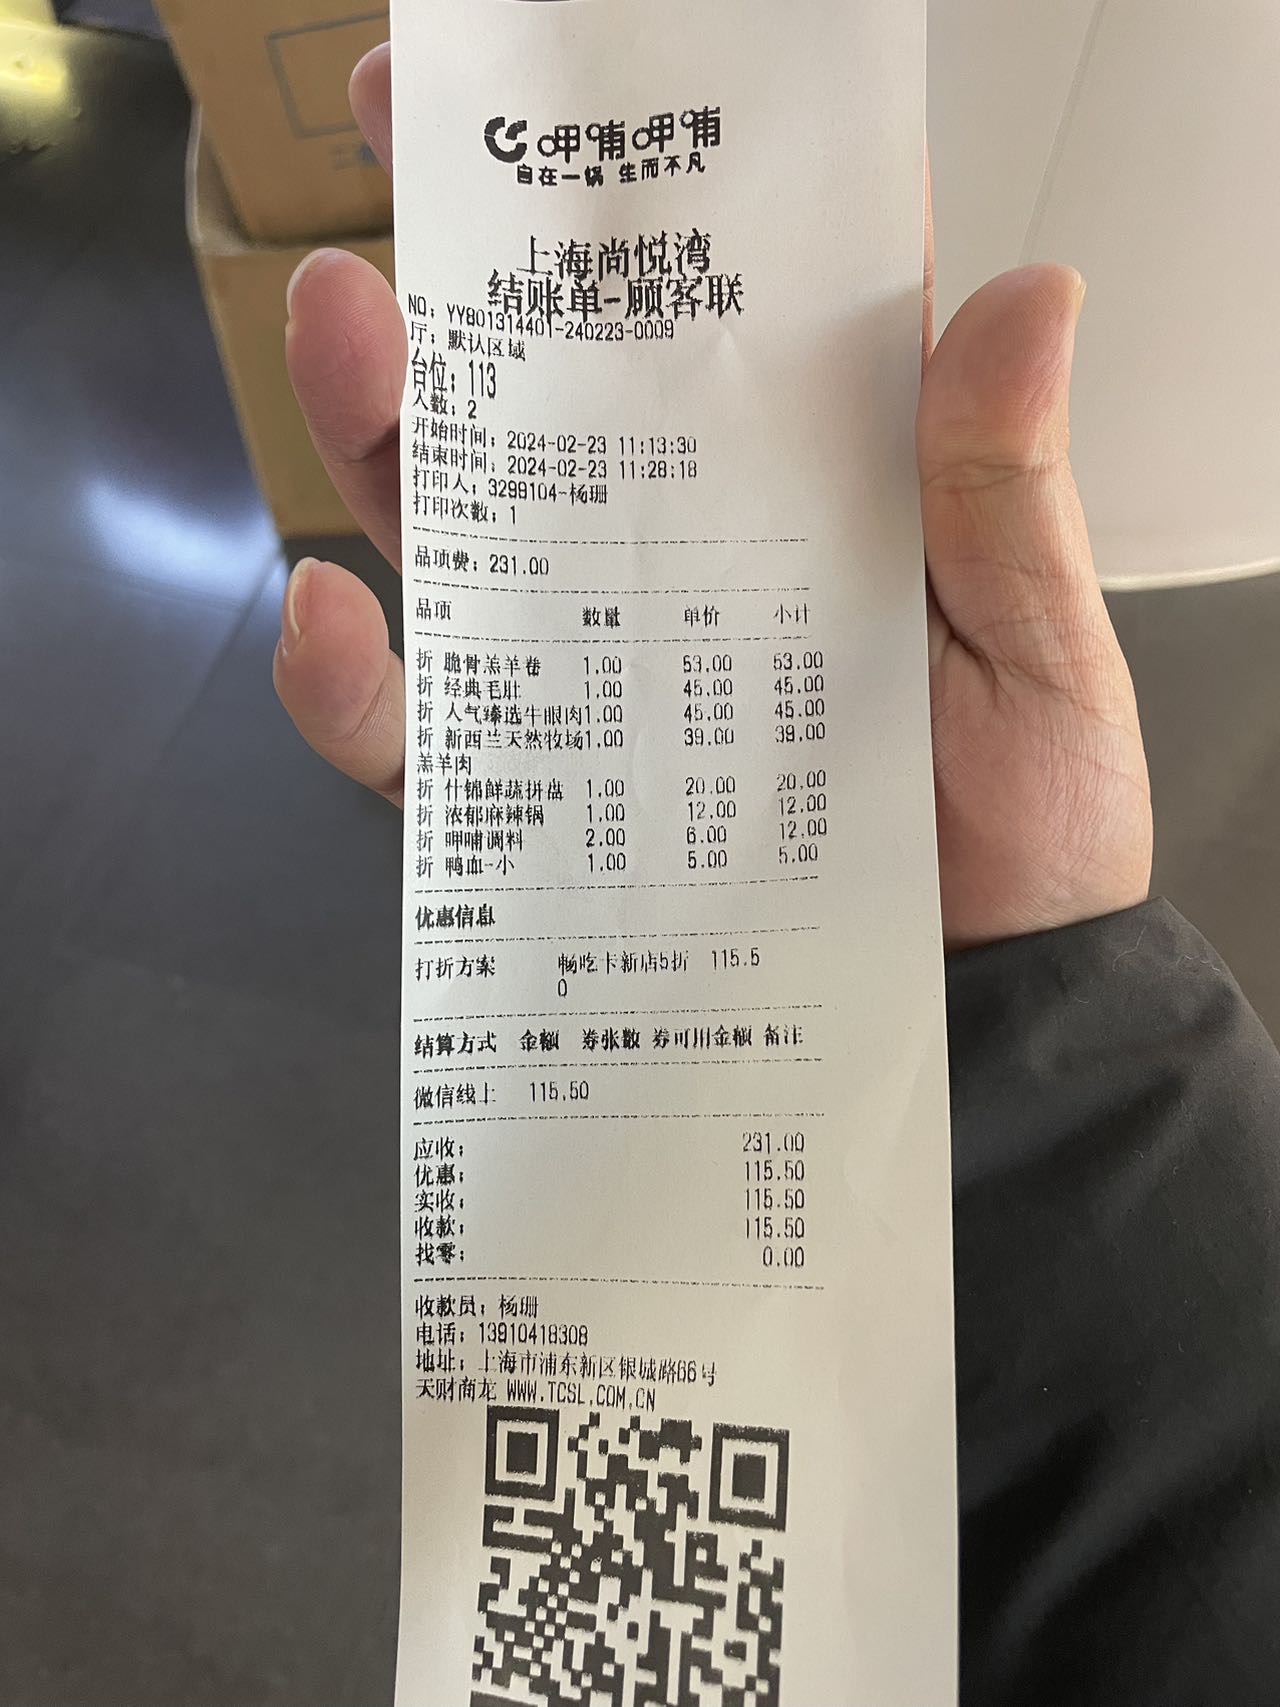 呷哺呷哺
自在一锅 生而不凡
上海尚悦湾
结账单-顾客联
NO: YY801314401-240223-0009
厅: 默认区域
台位: 113
人数: 2
开始时间: 2024-02-23 11:13:30
结束时间: 2024-02-23 11:28:18
打印人: 3299104-杨珊
打印次数: 1
品项费: 231.00
品项 数量 单价 小计
折 脆骨羔羊卷 1.00 53.00 53.00
折 经典毛肚 1.00 45.00 45.00
折 人气臻选牛眼肉1.00 45.00 45.00
折 新西兰天然牧场1.00 39.00 39.00
羔羊肉
折 什锦鲜蔬拼盘 1.00 20.00 20.00
折 浓郁麻辣锅 1.00 12.00 12.00
折 呷哺调料 2.00 6.00 12.00
折 鸭血-小 1.00 5.00 5.00
优惠信息
打折方案 畅吃卡新店5折 115.5
0
结算方式 金额 券张数 券可用金额 备注
微信线上 115.50
应收: 231.00
优惠: 115.50
实收: 115.50
收款: 115.50
找零: 0.00
收款员: 杨珊
电话: 13910418308
地址: 上海市浦东新区银城路66号
天财商龙 WWW.TCSL.COM.CN